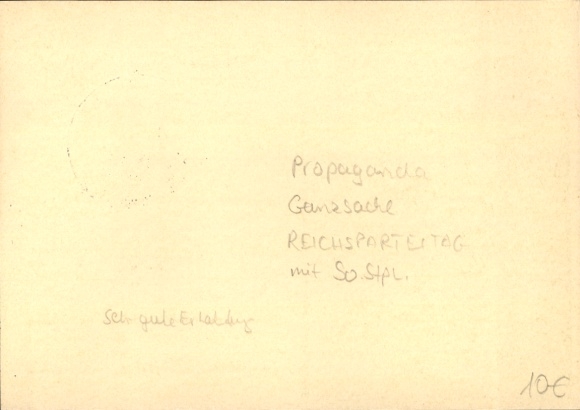 Propaganda
Ganzsache
REICHSPARTEITAG
mit So.Stpl.
Sehr gute Erhaltung
10€